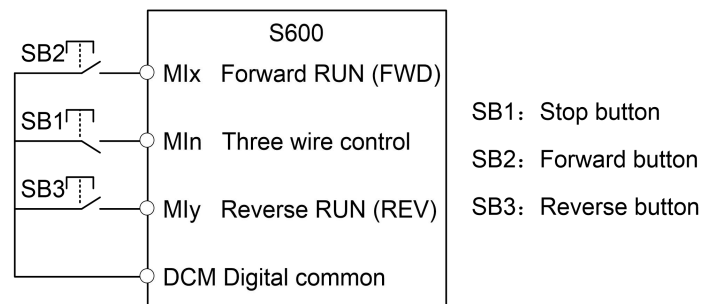 S600
SB2
MIx Forward RUN (FWD)
SB1
MIn Three wire control
SB3
MIy Reverse RUN (REV)
DCM Digital common
SB1: Stop button
SB2: Forward button
SB3: Reverse button